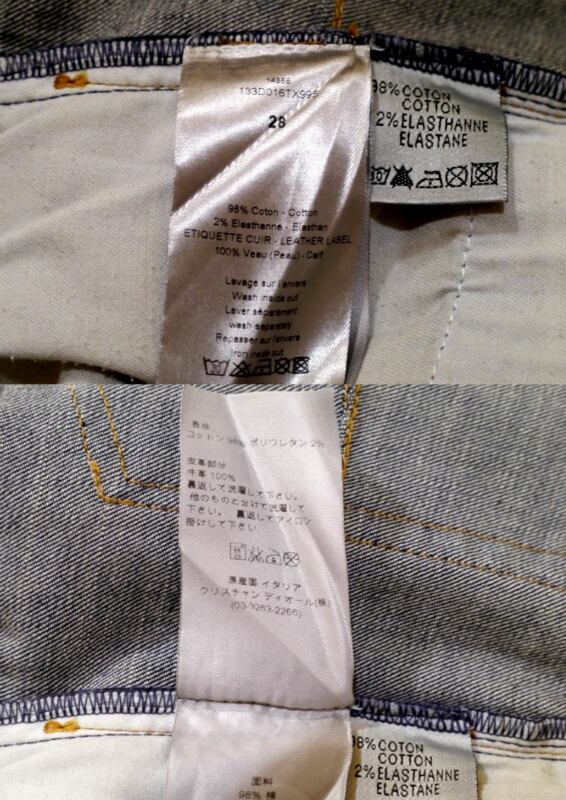 14856
133D016TX995
28
98% Coton - Cotton
2% Elasthanne - Elasthan
ETIQUETTE CUIR - LEATHER LABEL
100% Veau (Peau) - Calf
Lavage sur l'envers
Wash inside out
Laver séparément
wash separately
Repasser sur l'envers
Iron inside out
30
98% COTON
COTTON
2% ELASTHANNE
ELASTANE
表地
コットン 98% ポリウレタン 2%
皮革部分
牛革 100%
裏返して洗濯して下さい。
他のものと分けて洗濯して
下さい。 裏返してアイロン
掛けして下さい。
原産国 イタリア
クリスチャン ディオール(株)
(03-3263-2266)
面料
98% 棉
98% COTON
COTTON
2% ELASTHANNE
ELASTANE